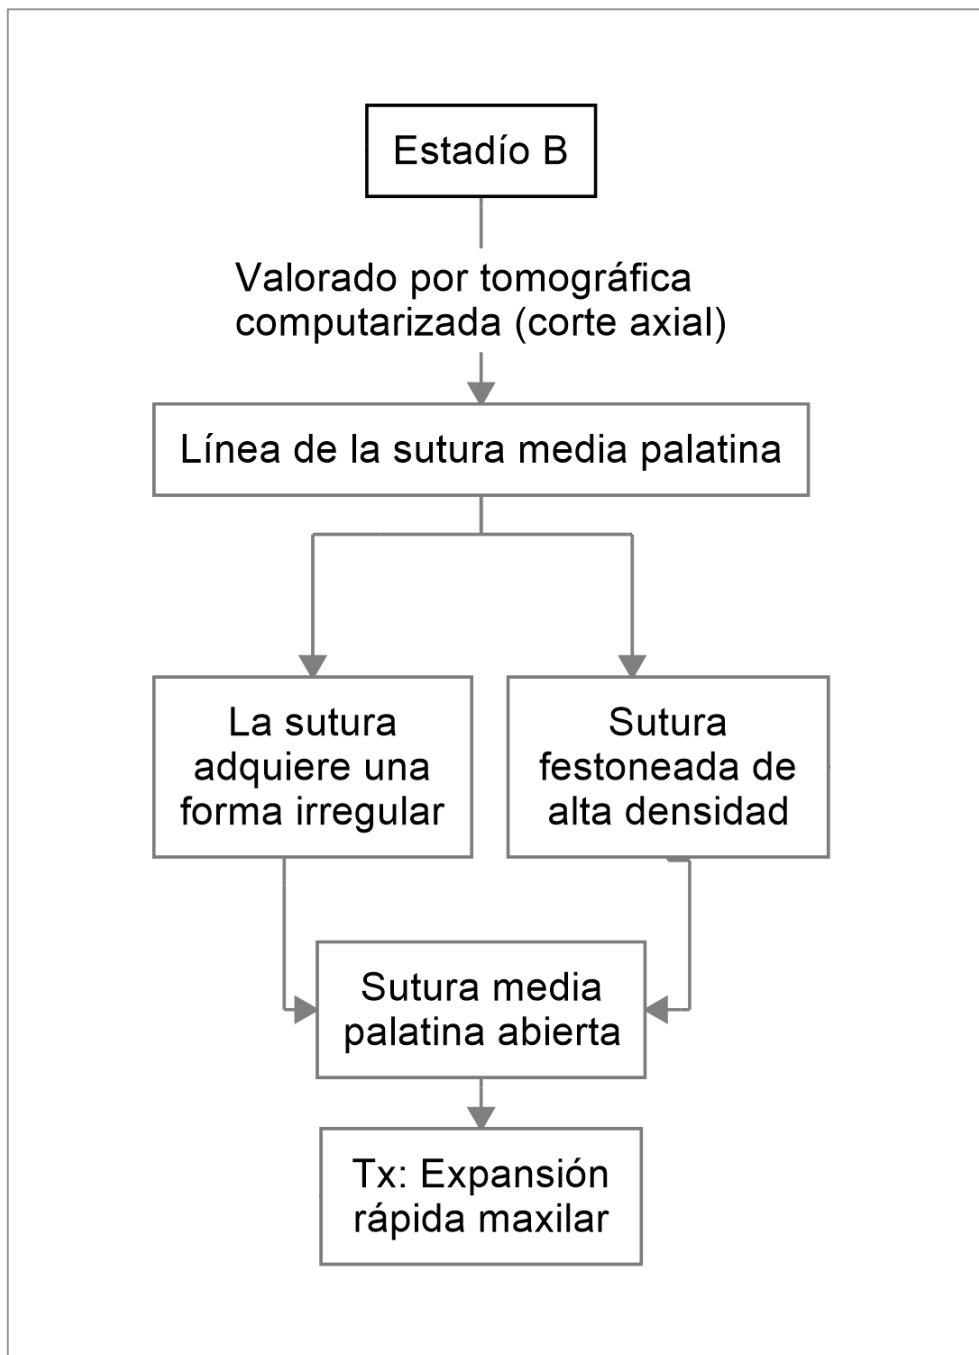 Estadío B
Valorado por tomográfica
computarizada (corte axial)
Línea de la sutura media palatina
La sutura
adquiere una
forma irregular
Sutura
festoneada de
alta densidad
Sutura media
palatina abierta
Tx: Expansión
rápida maxilar